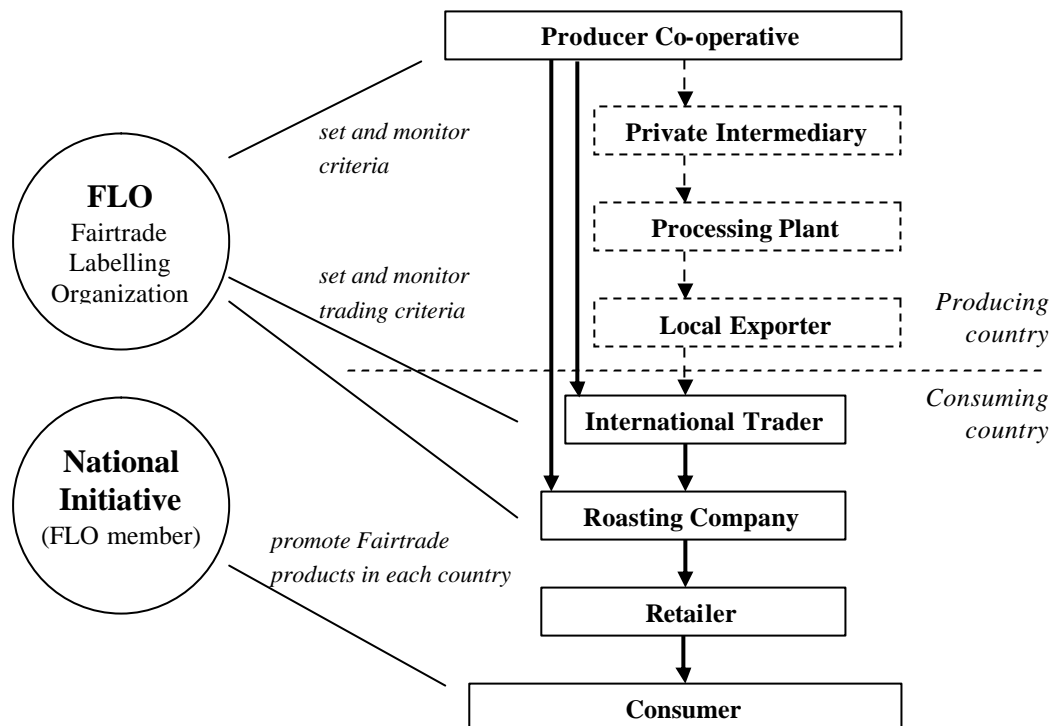 Producer Co-operative
set and monitor
criteria
Private Intermediary
FLO
Fairtrade
Labelling
Organization
Processing Plant
set and monitor
trading criteria
Local Exporter
Producing
country
Consuming
country
International Trader
National
Initiative
(FLO member)
Roasting Company
promote Fairtrade
products in each country
Retailer
Consumer